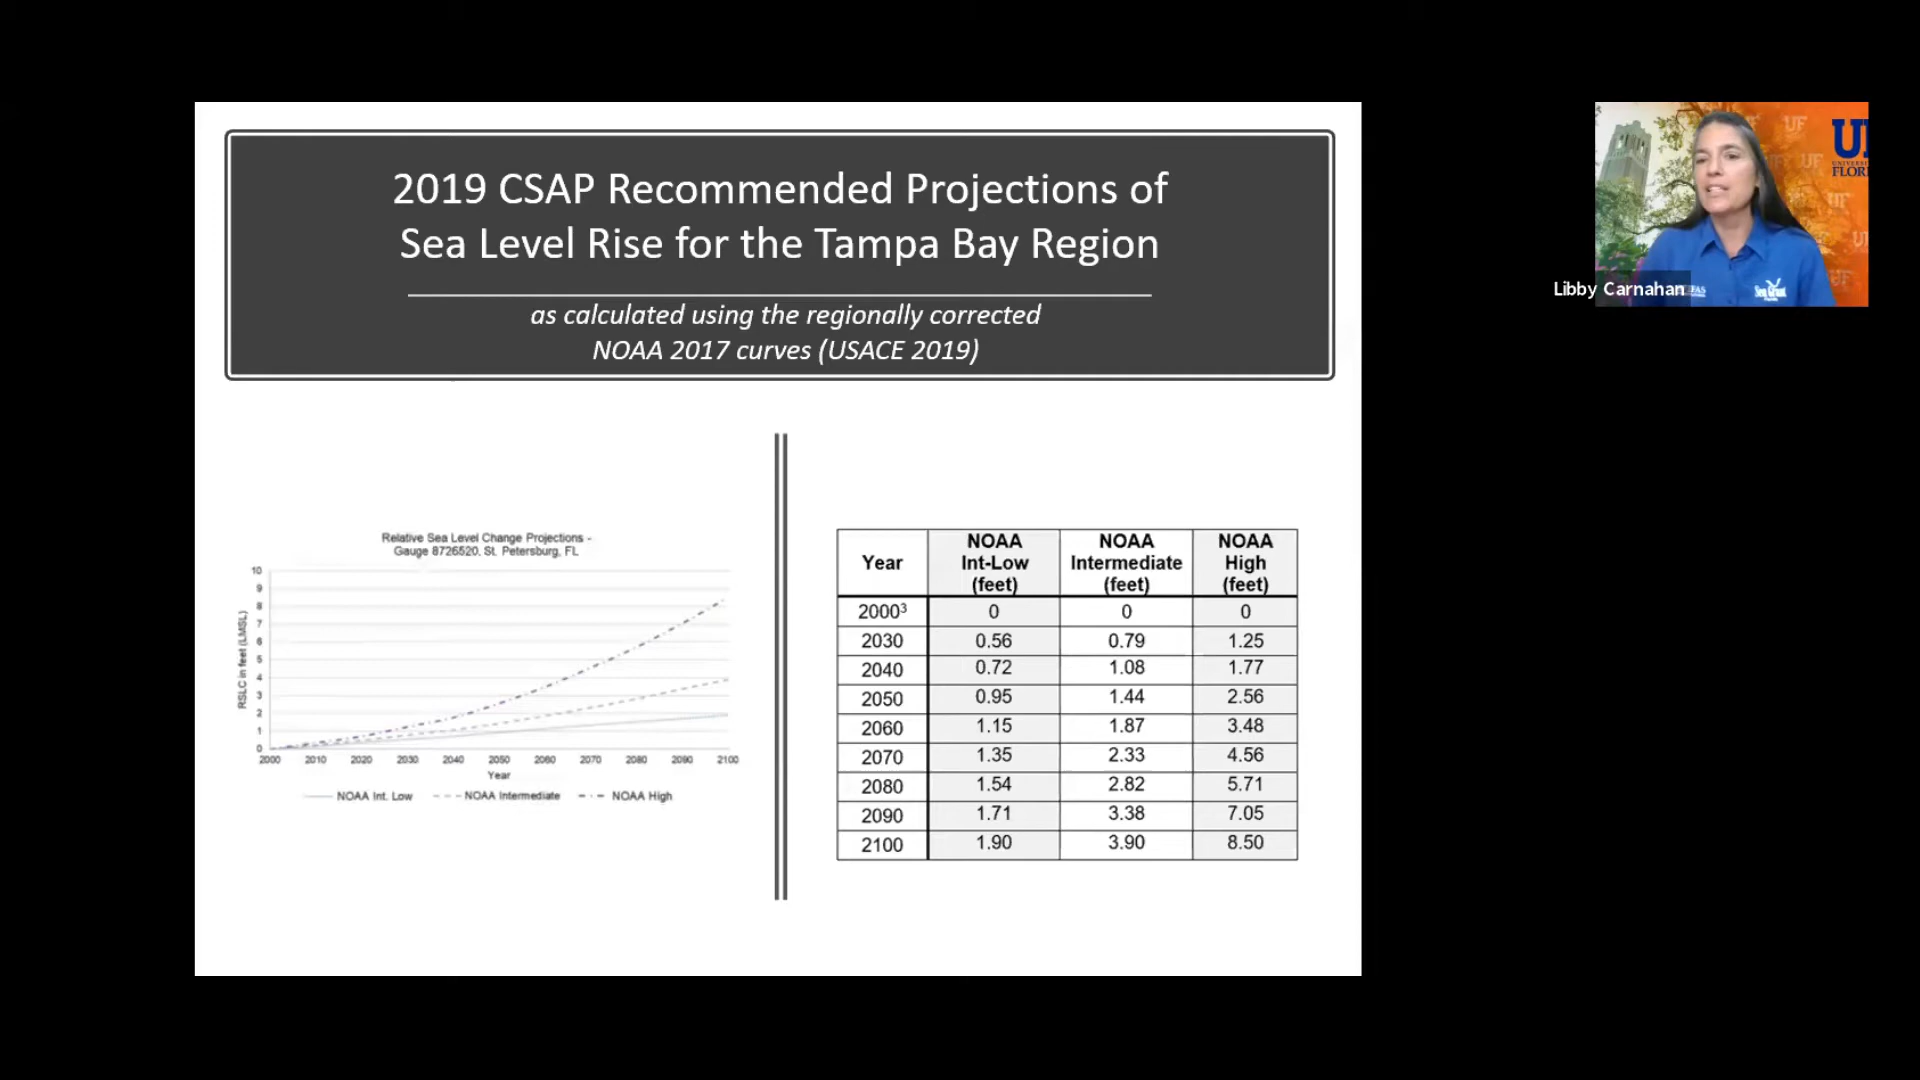 2019 CSAP Recommended Projections of
Sea Level Rise for the Tampa Bay Region
as calculated using the regionally corrected
NOAA 2017 curves (USACE 2019)
Relative Sea Level Change Projections -
Gauge 8726520, St. Petersburg, FL
RSLC in feet (LMSL)
10
9
8
7
6
5
4
3
2
1
0
2000 2010 2020 2030 2040 2050 2060 2070 2080 2090 2100
Year
NOAA Int. Low NOAA Intermediate NOAA High
Year NOAA Int-Low (feet) NOAA Intermediate (feet) NOAA High (feet)
2000³ 0 0 0
2030 0.56 0.79 1.25
2040 0.72 1.08 1.77
2050 0.95 1.44 2.56
2060 1.15 1.87 3.48
2070 1.35 2.33 4.56
2080 1.54 2.82 5.71
2090 1.71 3.38 7.05
2100 1.90 3.90 8.50
UF
Libby Carnahan
Sea Grant